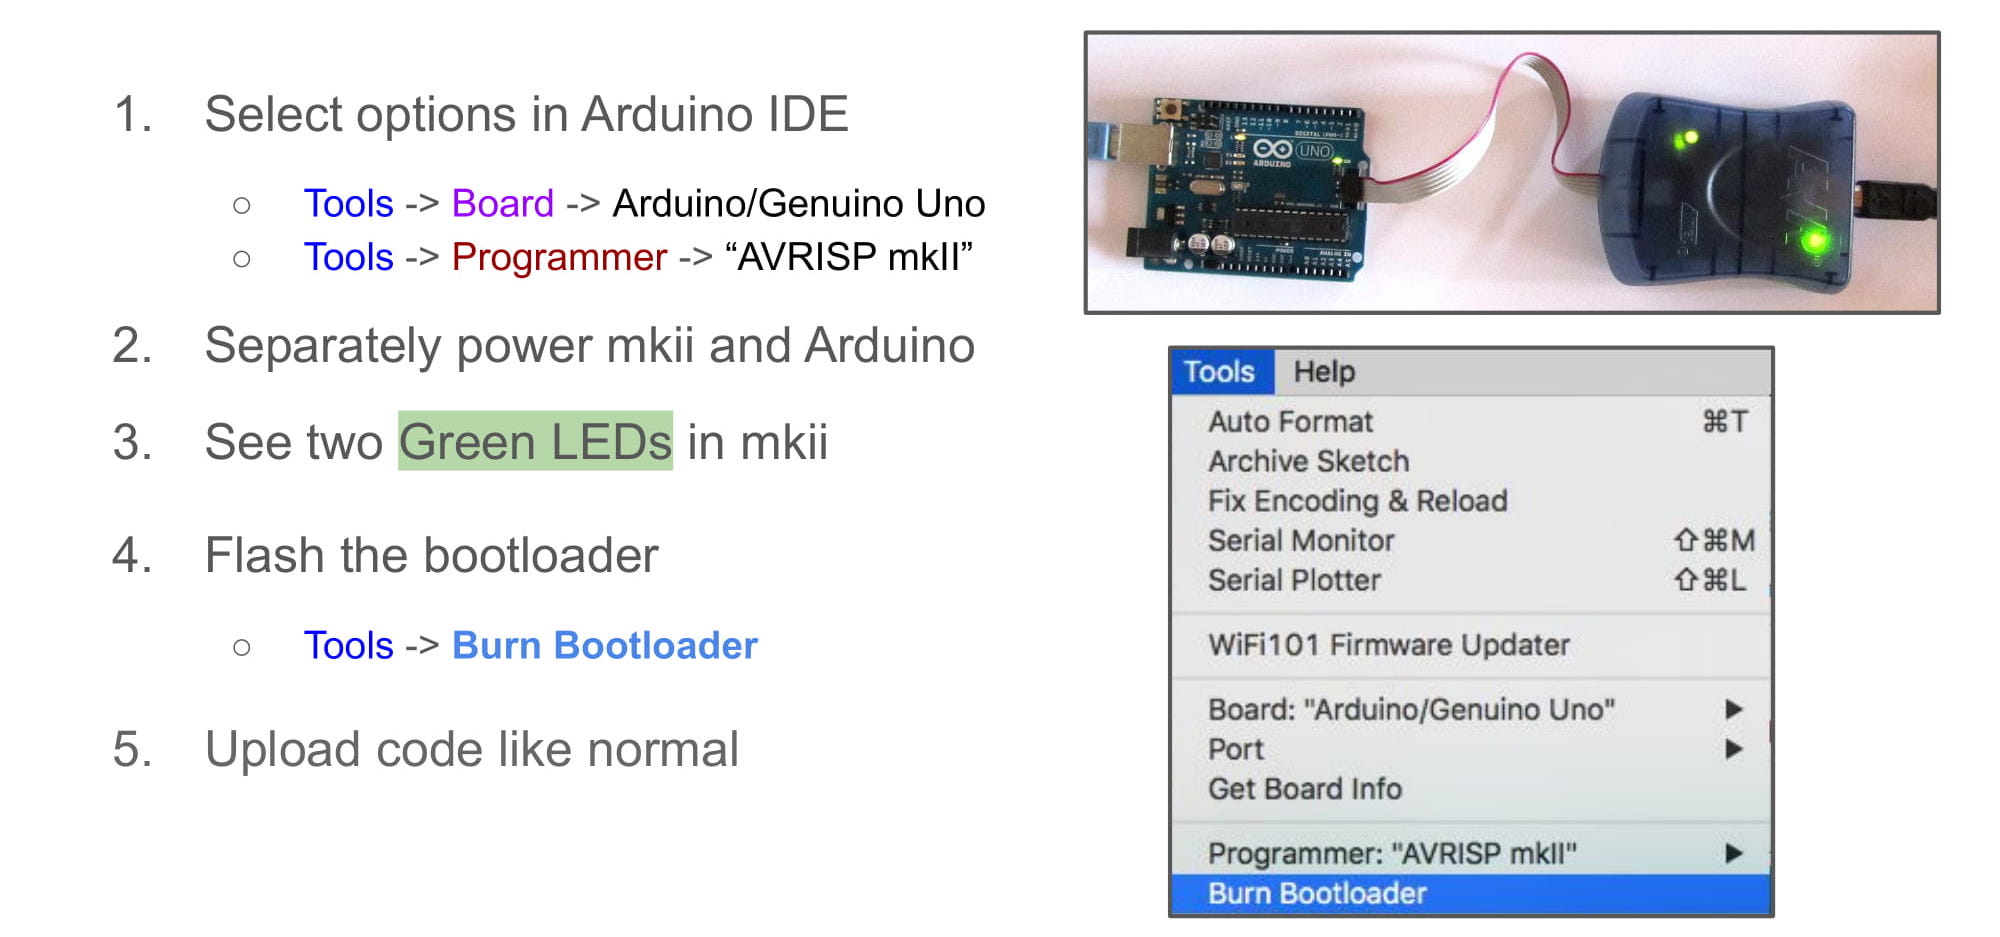 1. Select options in Arduino IDE
○ Tools -> Board -> Arduino/Genuino Uno
○ Tools -> Programmer -> “AVRISP mkII”
2. Separately power mkii and Arduino
3. See two Green LEDs in mkii
4. Flash the bootloader
○ Tools -> Burn Bootloader
5. Upload code like normal
ARDUINO
UNO
Tools Help
Auto Format ⌘T
Archive Sketch
Fix Encoding & Reload
Serial Monitor ⇧⌘M
Serial Plotter ⇧⌘L
WiFi101 Firmware Updater
Board: "Arduino/Genuino Uno" ▶
Port ▶
Get Board Info
Programmer: "AVRISP mkII" ▶
Burn Bootloader